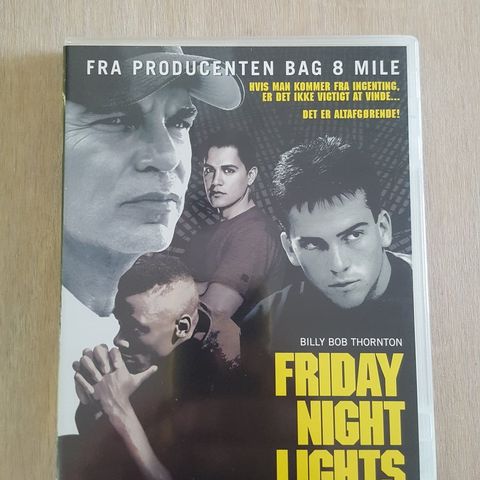 FRA PRODUCENTEN BAG 8 MILE
HVIS MAN KOMMER FRA INGENTING,
ER DET IKKE VIGTIGT AT VINDE...
DET ER ALTAFGØRENDE!
BILLY BOB THORNTON
FRIDAY
NIGHT
LIGHTS